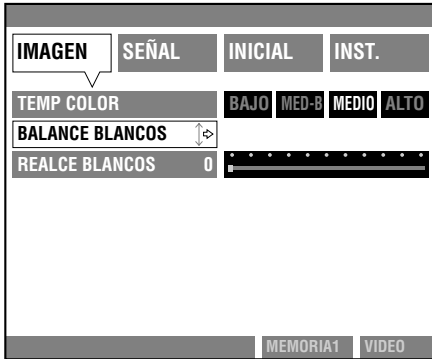 IMAGEN SEÑAL INICIAL INST.
TEMP COLOR BAJO MED-B MEDIO ALTO
BALANCE BLANCOS
REALCE BLANCOS 0
MEMORIA1 VIDEO